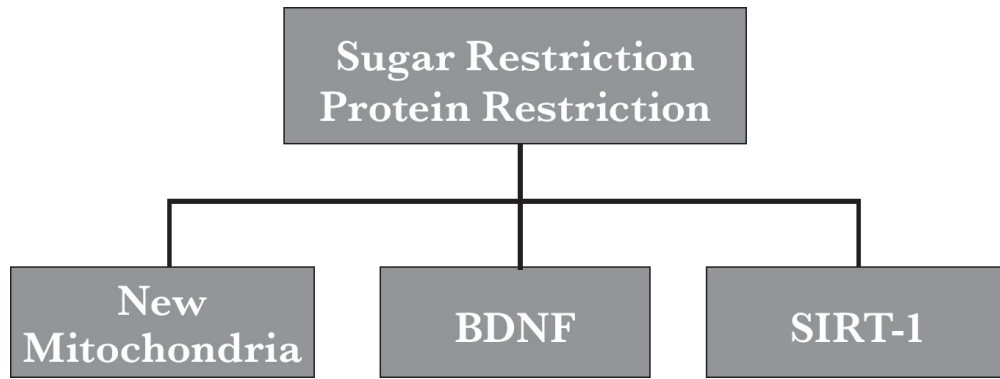 Sugar Restriction
Protein Restriction
New
Mitochondria
BDNF
SIRT-1